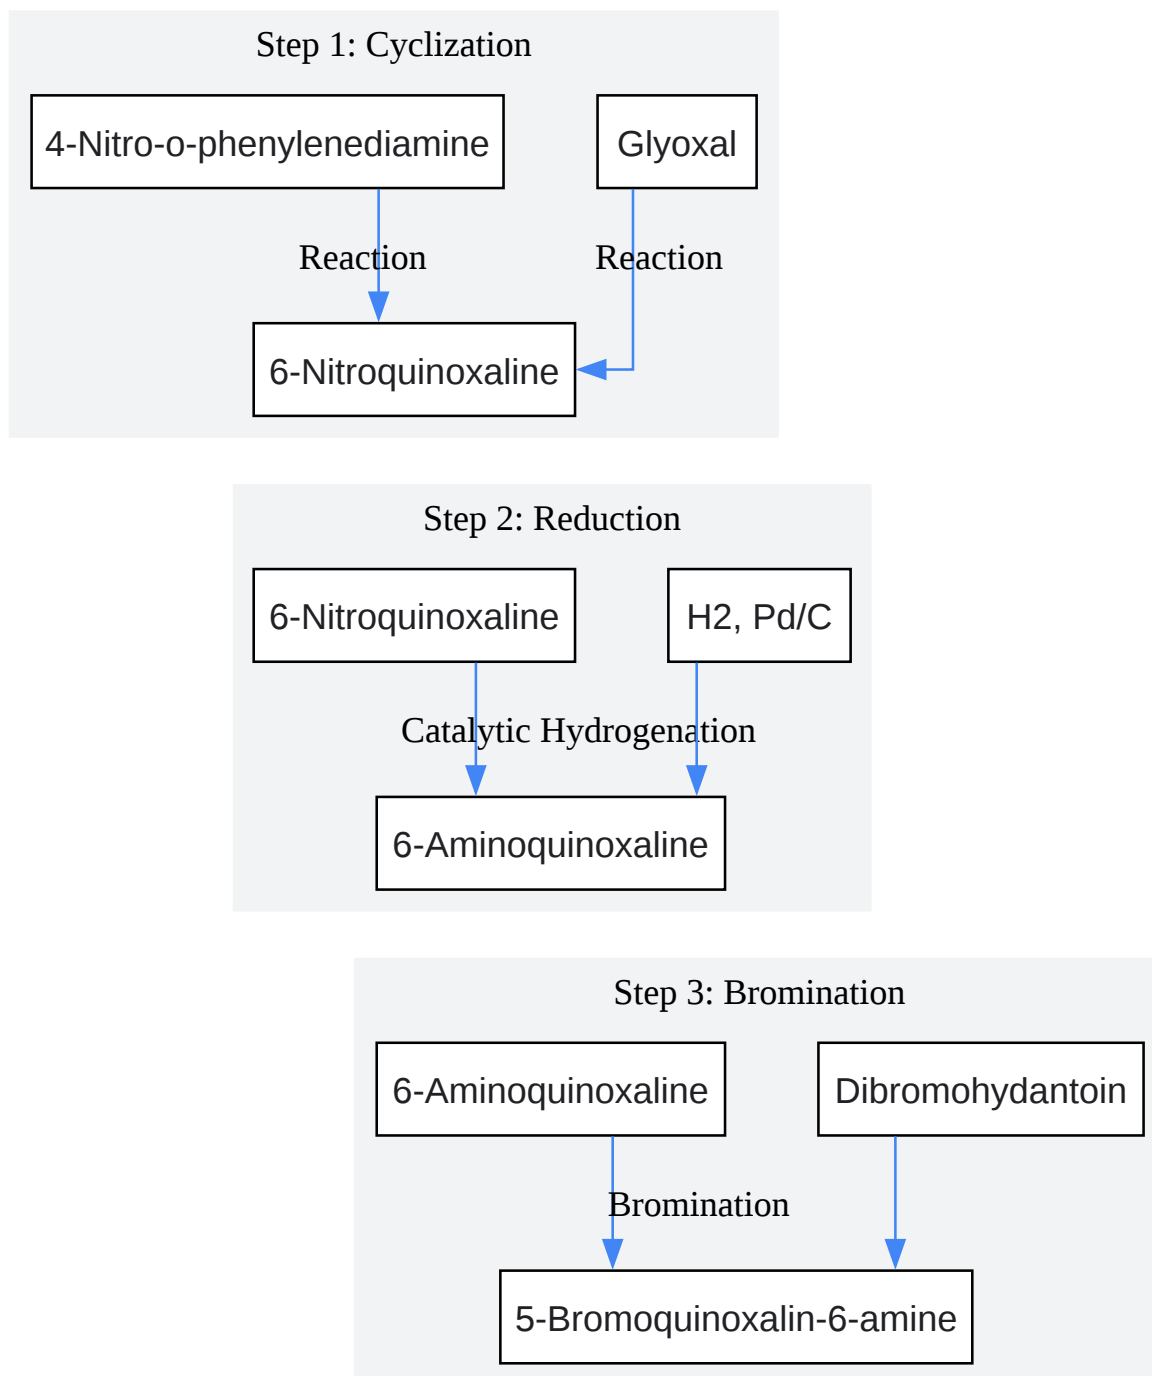 Step 1: Cyclization
4-Nitro-o-phenylenediamine
Glyoxal
Reaction
Reaction
6-Nitroquinoxaline
Step 2: Reduction
6-Nitroquinoxaline
H2, Pd/C
Catalytic Hydrogenation
6-Aminoquinoxaline
Step 3: Bromination
6-Aminoquinoxaline
Dibromohydantoin
Bromination
5-Bromoquinoxalin-6-amine